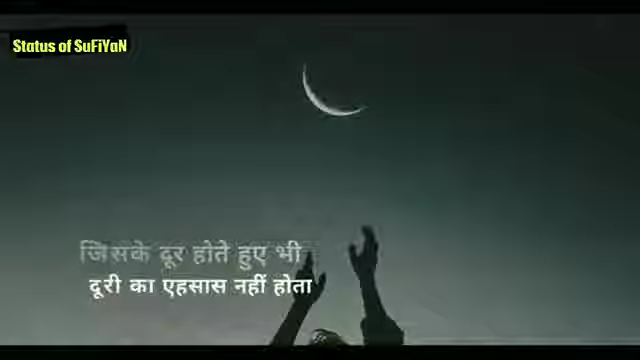 Status of SuFiYaN
जिसके दूर होते हुए भी
दूरी का एहसास नहीं होता